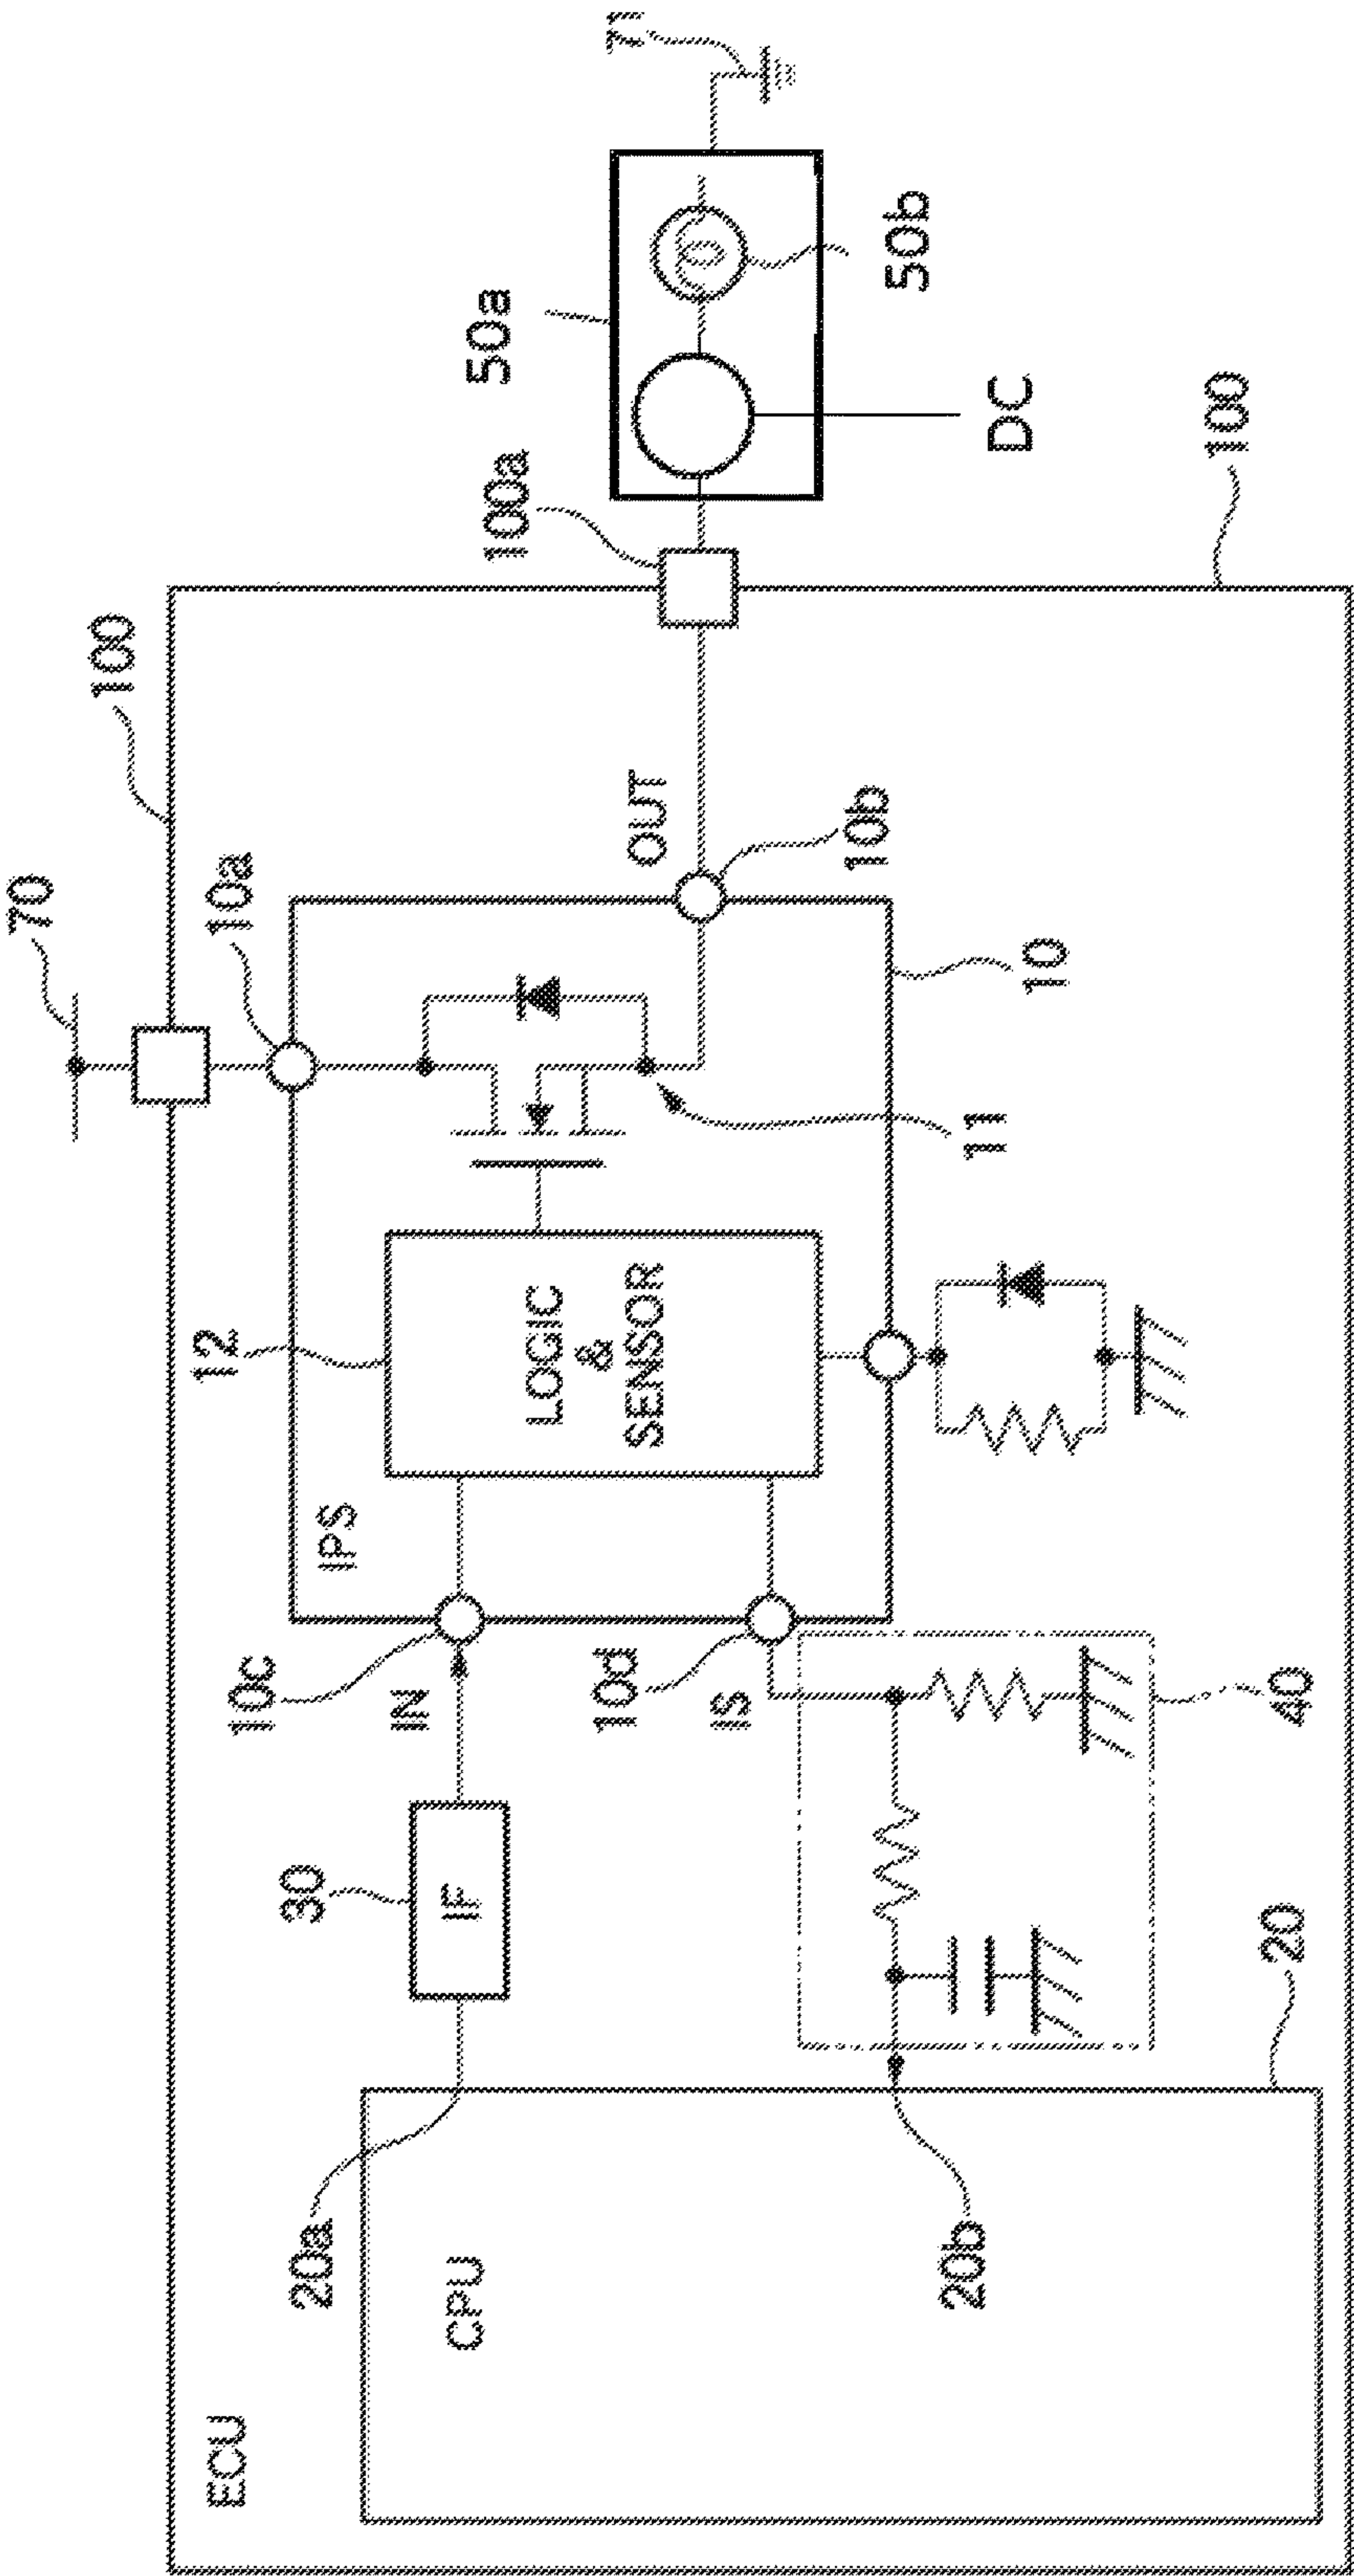 70
100
ECU
10a
12
IPS
10c
IN
30
IF
20a
CPU
LOGIC
&
SENSOR
OUT
10b
11
10
10d
IS
20b
40
20
100a
50a
50b
DC
71
100